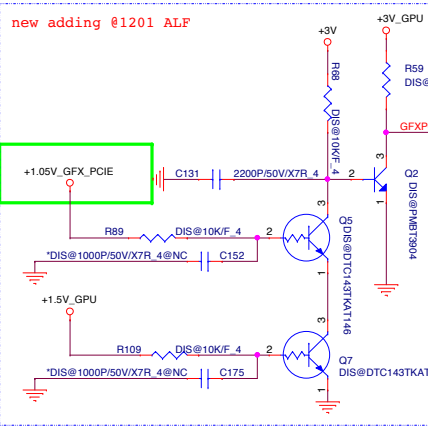 new adding @1201 ALF
+3V_GPU
+3V
R68
DIS@10K/F_4
R59
DIS@
GFXP
+1.05V_GFX_PCIE
C131
2200P/50V/X7R_4
2
3
1
Q2
DIS@PMBT3904
R89
DIS@10K/F_4
2
3
1
Q5
DIS@DTC143TKAT146
*DIS@1000P/50V/X7R_4@NC
C152
+1.5V_GPU
R109
DIS@10K/F_4
2
3
1
Q7
DIS@DTC143TKAT
*DIS@1000P/50V/X7R_4@NC
C175